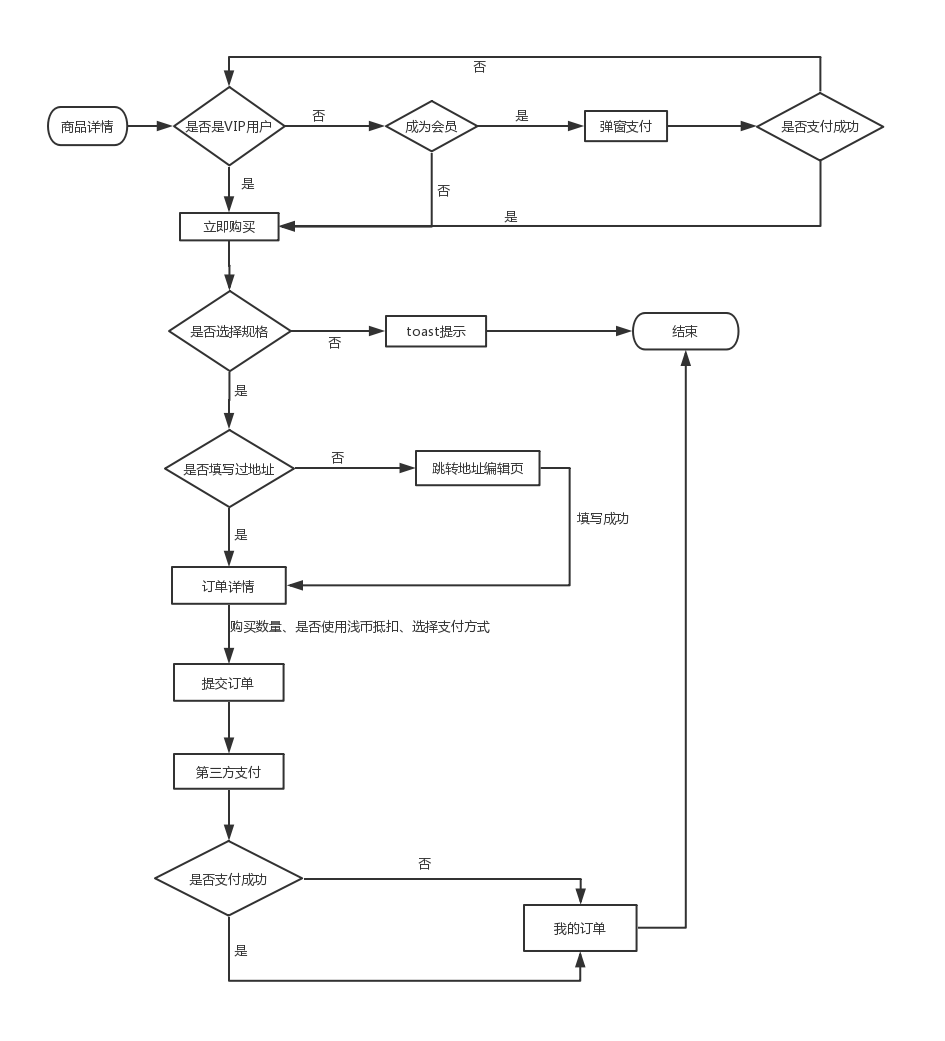 否
商品详情
是否是VIP用户
否
成为会员
是
弹窗支付
是否支付成功
是
否
立即购买
是
是否选择规格
否
toast提示
结束
是
是否填写过地址
否
跳转地址编辑页
填写成功
是
订单详情
购买数量、是否使用浅币抵扣、选择支付方式
提交订单
第三方支付
是否支付成功
否
我的订单
是